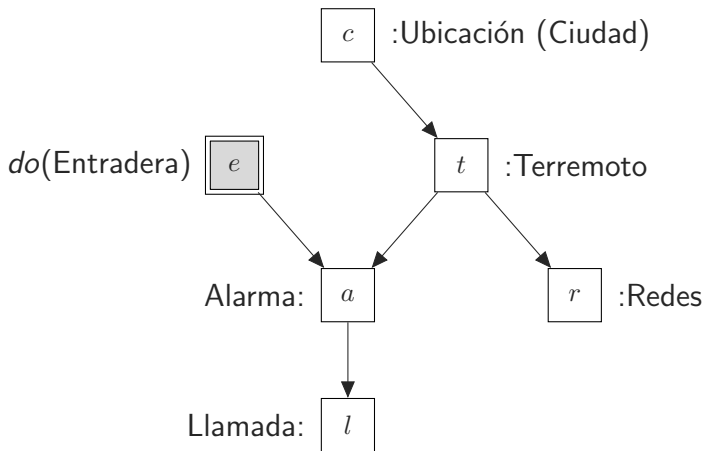 c :Ubicación (Ciudad)
do(Entradera) e t :Terremoto
Alarma: a r :Redes
Llamada: l